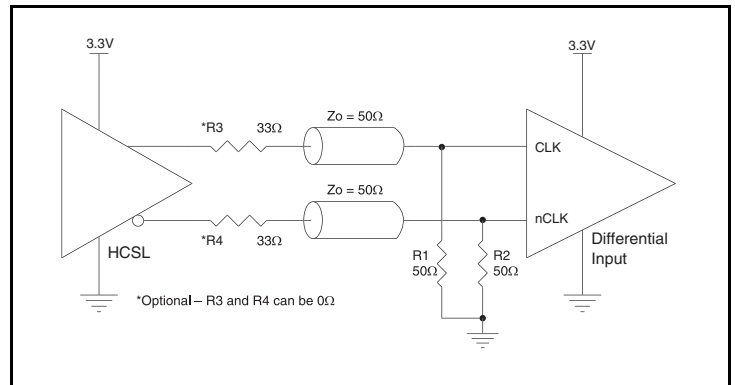 3.3V
3.3V
*R3 33Ω
Zo = 50Ω
CLK
Zo = 50Ω
nCLK
*R4 33Ω
HCSL
R1
50Ω
R2
50Ω
Differential
Input
*Optional – R3 and R4 can be 0Ω